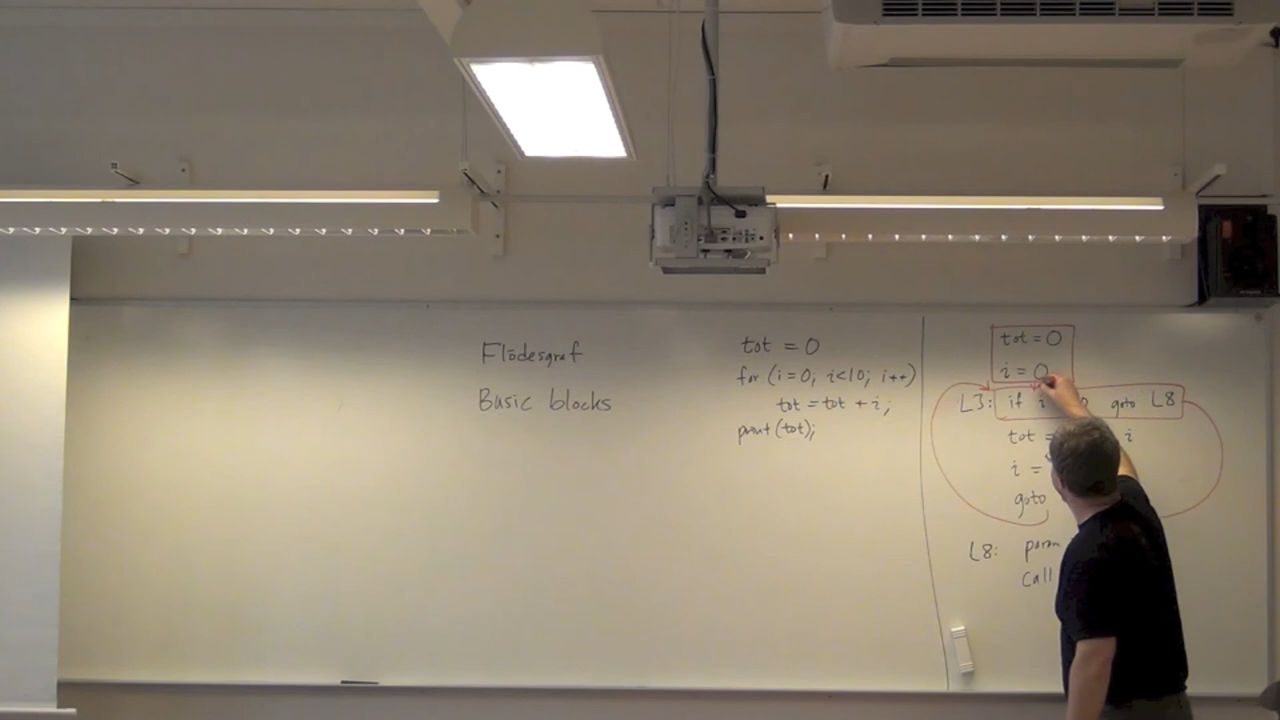 Flödesgraf
Basic blocks
tot = 0
for (i=0; i<10; i++)
tot = tot + i;
print(tot);
tot = 0
i = 0
L3: if i 0 goto L8
tot = i
i =
goto
L8: param
Call